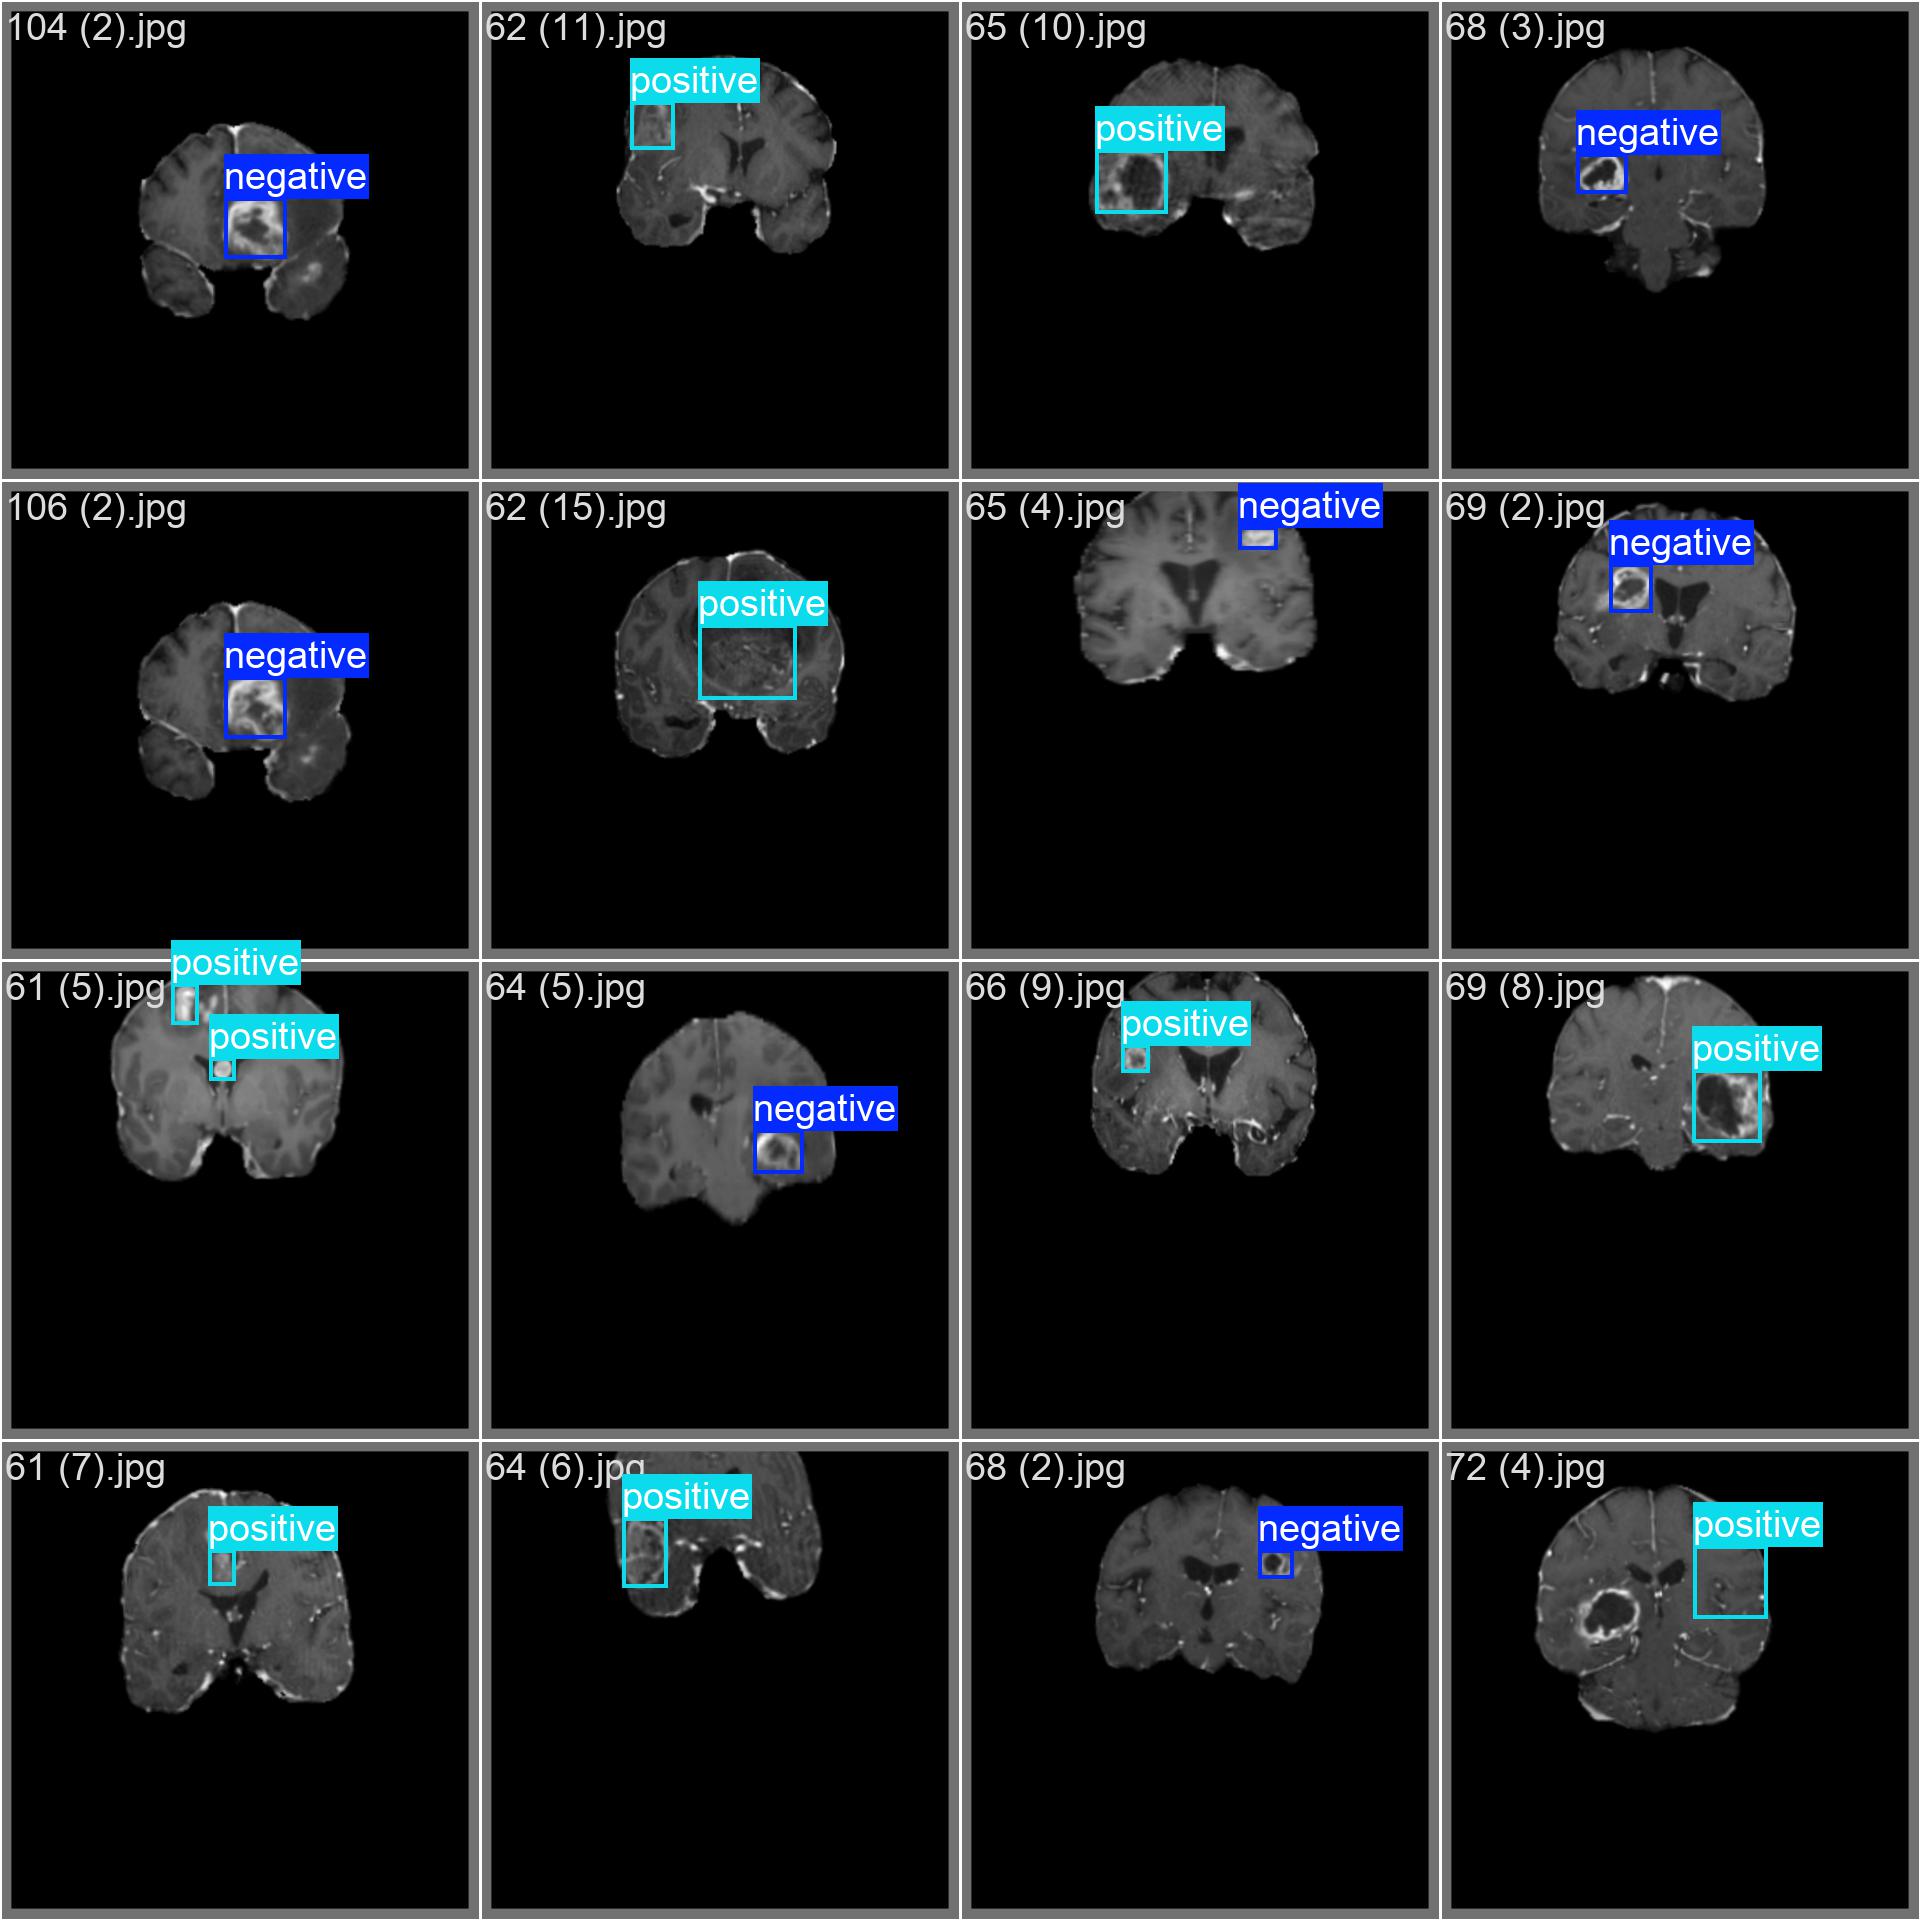 104 (2).jpg
negative
62 (11).jpg
positive
65 (10).jpg
positive
68 (3).jpg
negative
106 (2).jpg
negative
62 (15).jpg
positive
65 (4).jpg
negative
69 (2).jpg
negative
61 (5).jpg
positive
positive
64 (5).jpg
negative
66 (9).jpg
positive
69 (8).jpg
positive
61 (7).jpg
positive
64 (6).jpg
positive
68 (2).jpg
negative
72 (4).jpg
positive